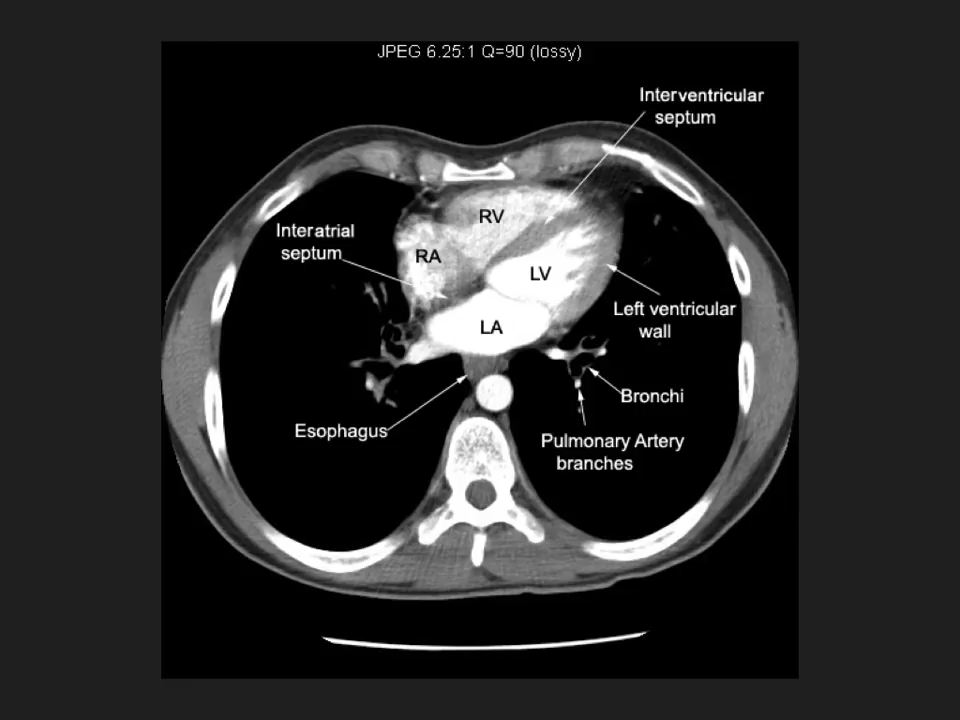 JPEG 6.25:1 Q=90 (lossy)
Interventricular
septum
RV
Interatrial
septum
RA
LV
Left ventricular
wall
LA
Bronchi
Esophagus
Pulmonary Artery
branches